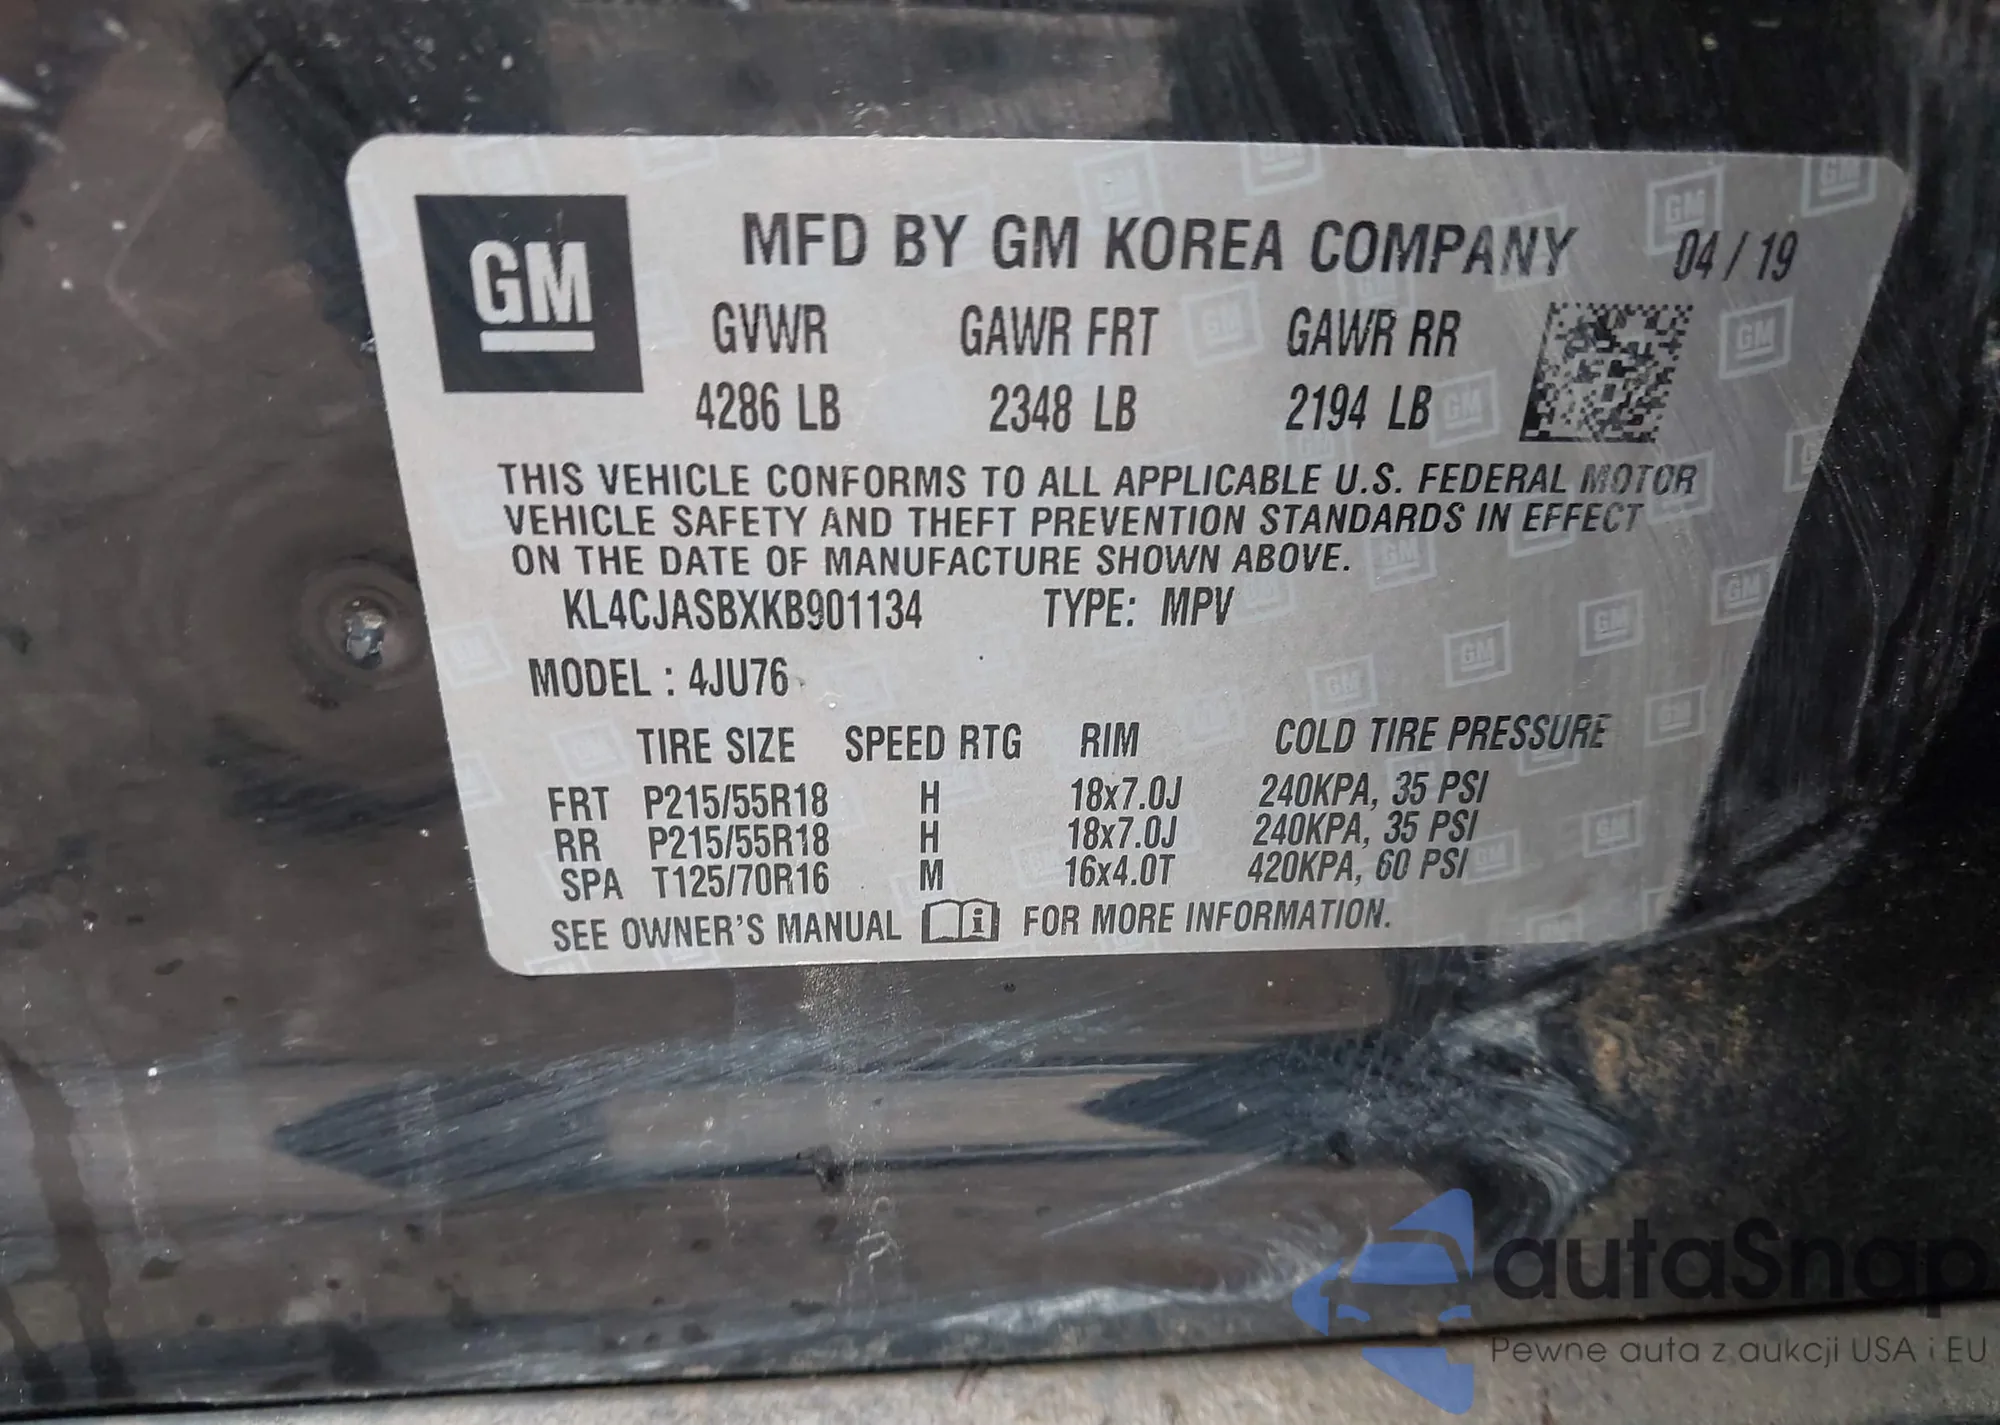 GM
MFD BY GM KOREA COMPANY 04 / 19
GVWR GAWR FRT GAWR RR
4286 LB 2348 LB 2194 LB
THIS VEHICLE CONFORMS TO ALL APPLICABLE U.S. FEDERAL MOTOR
VEHICLE SAFETY AND THEFT PREVENTION STANDARDS IN EFFECT
ON THE DATE OF MANUFACTURE SHOWN ABOVE.
KL4CJASBXKB901134 TYPE: MPV
MODEL : 4JU76
TIRE SIZE SPEED RTG RIM COLD TIRE PRESSURE
FRT P215/55R18 H 18x7.0J 240KPA, 35 PSI
RR P215/55R18 H 18x7.0J 240KPA, 35 PSI
SPA T125/70R16 M 16x4.0T 420KPA, 60 PSI
SEE OWNER'S MANUAL FOR MORE INFORMATION.
autaSnap
Pewne auta z aukcji USA i EU